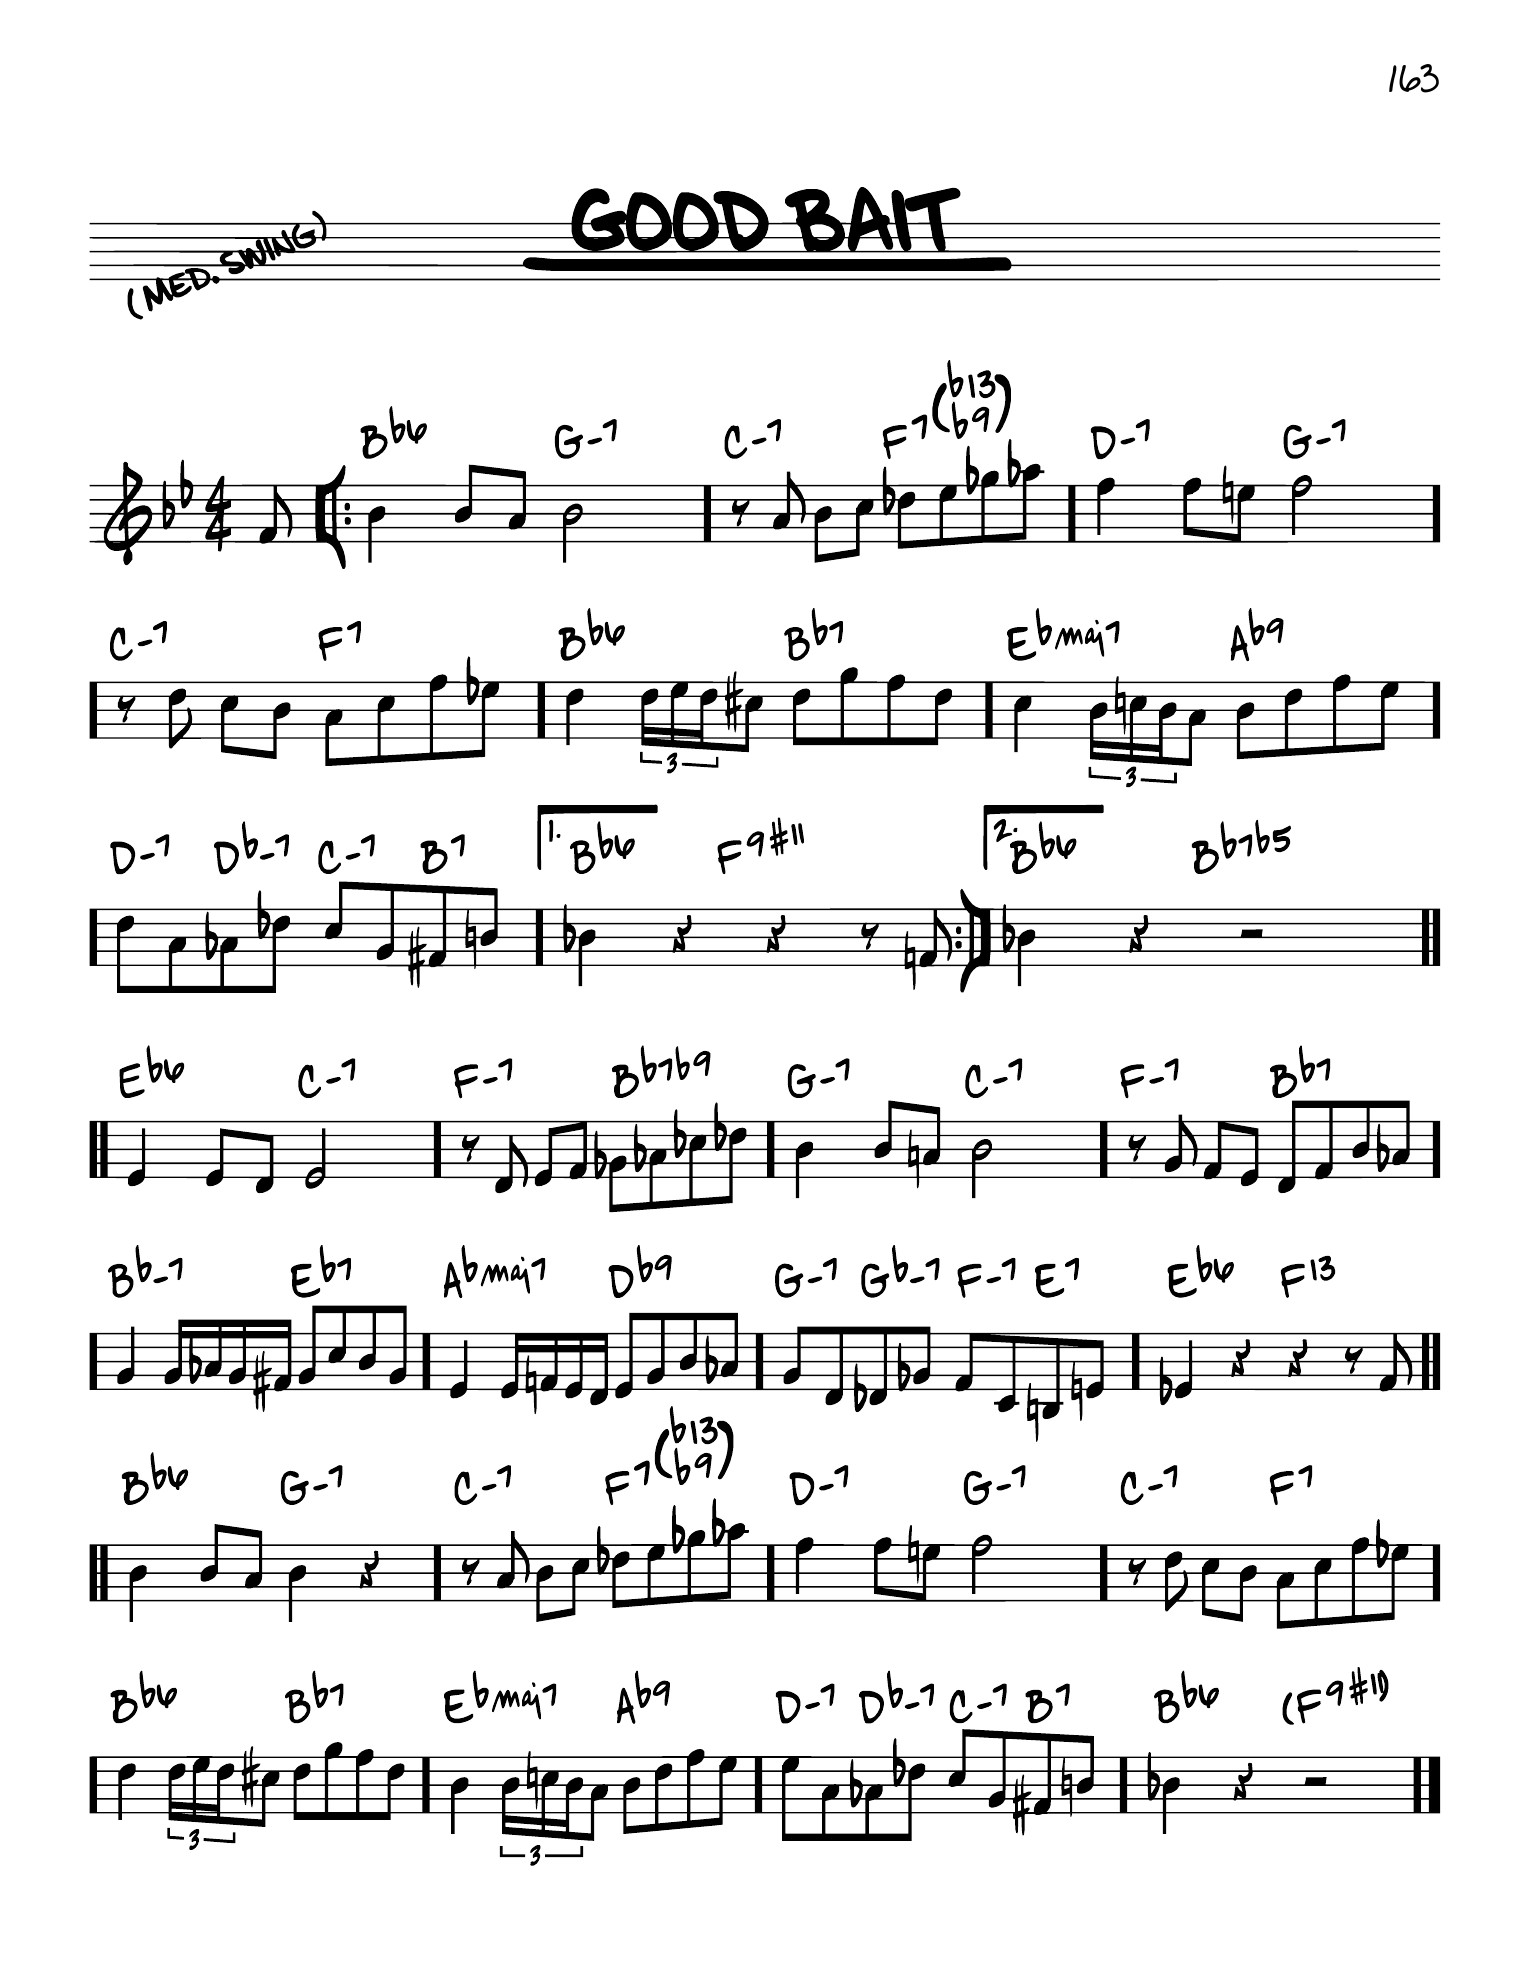 163
GOOD BAIT
(MED. SWING)
Bb6 G-7 C-7 F7(b13 b9) D-7 G-7
4/4
C-7 F7 Bb6 Bb7 Ebmaj7 Ab9
3 3
D-7 Db-7 C-7 B7 1. Bb6 F9#11 2. Bb6 Bb7b5
Eb6 C-7 F-7 Bb7b9 G-7 C-7 F-7 Bb7
Bb-7 Eb7 Abmaj7 Db9 G-7 Gb-7 F-7 E7 Eb6 F13
Bb6 G-7 C-7 F7(b13 b9) D-7 G-7 C-7 F7
Bb6 Bb7 Ebmaj7 Ab9 D-7 Db-7 C-7 B7 Bb6 (F9#11)
3 3